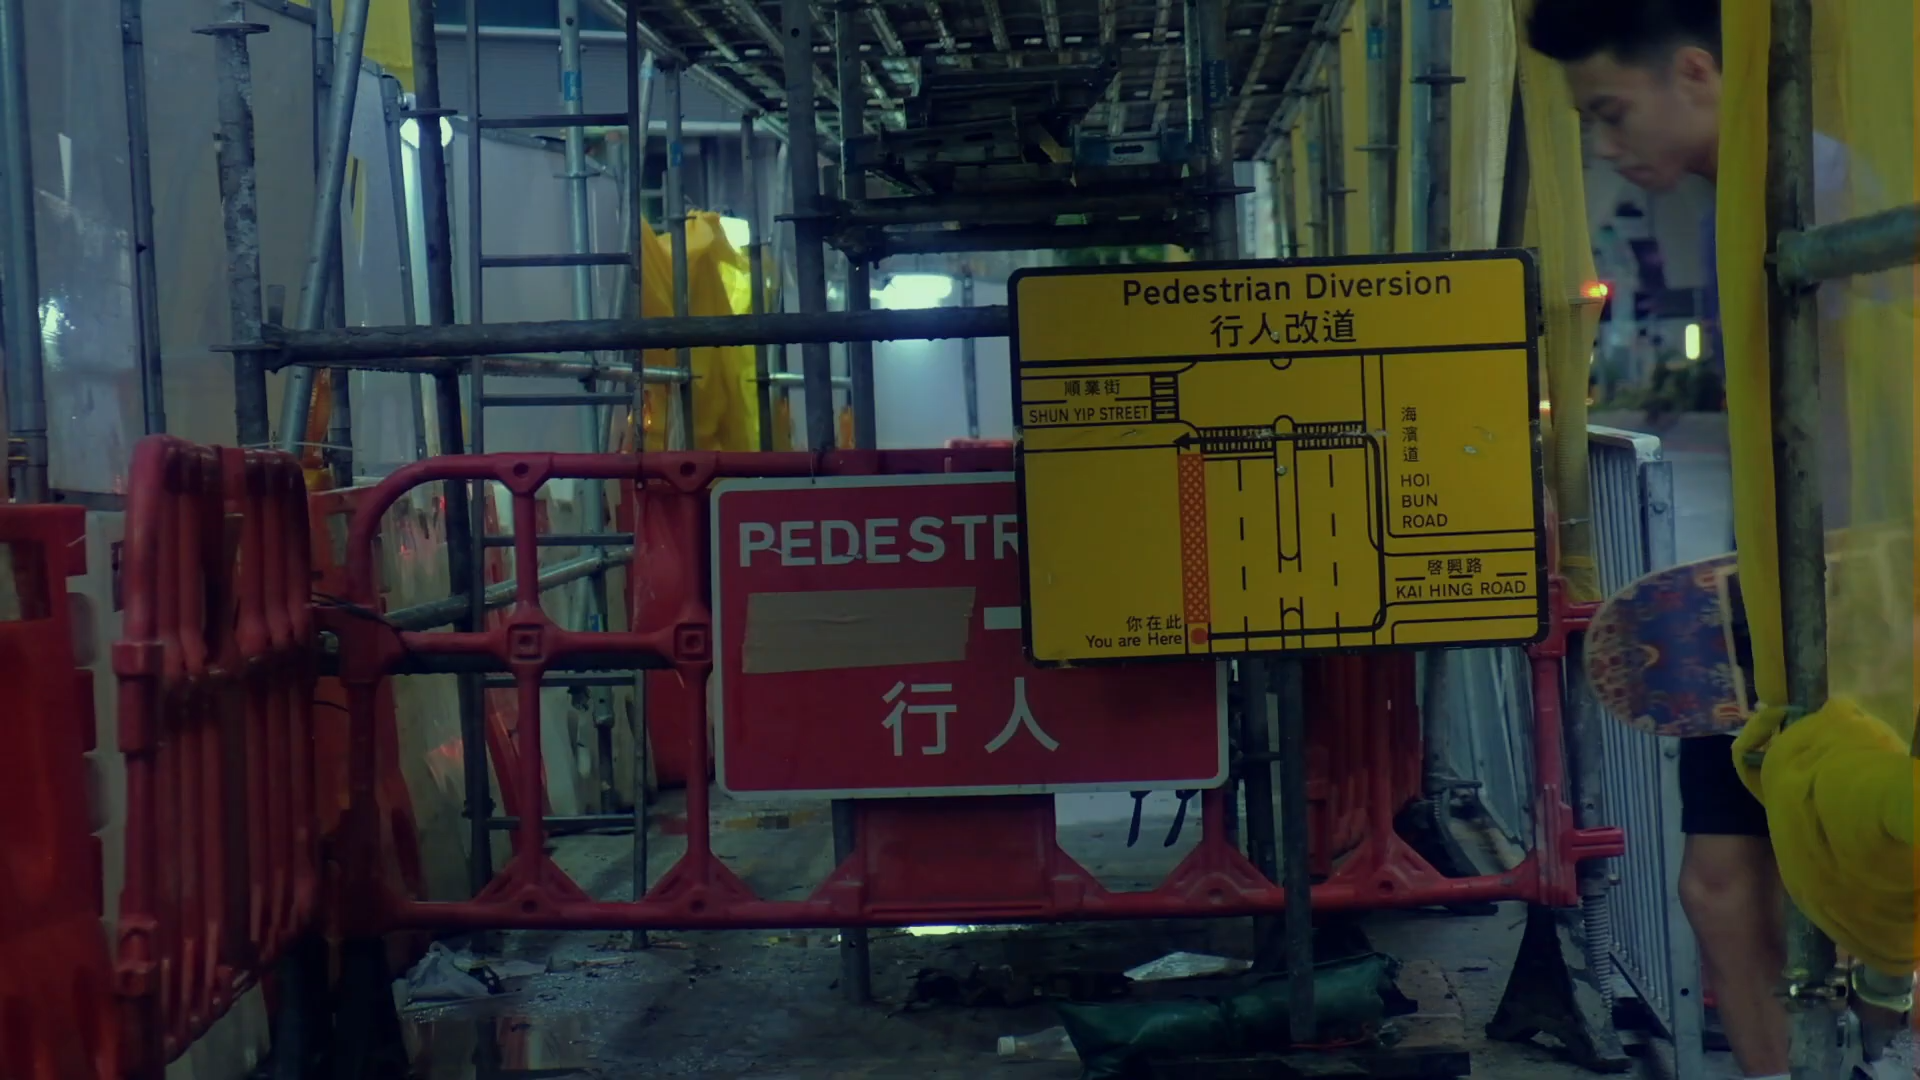 Pedestrian Diversion
行人改道
順業街
SHUN YIP STREET
海濱道
HOI
BUN
ROAD
啓興路
KAI HING ROAD
你在此
You are Here
PEDESTR
行人